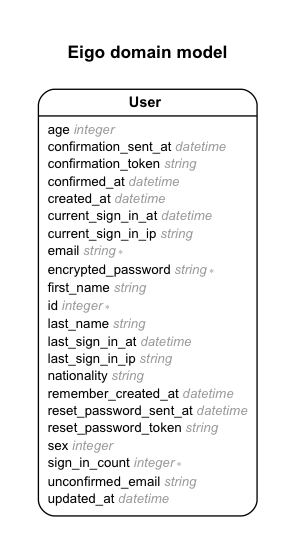 Eigo domain model
User
age integer
confirmation_sent_at datetime
confirmation_token string
confirmed_at datetime
created_at datetime
current_sign_in_at datetime
current_sign_in_ip string
email string *
encrypted_password string *
first_name string
id integer *
last_name string
last_sign_in_at datetime
last_sign_in_ip string
nationality string
remember_created_at datetime
reset_password_sent_at datetime
reset_password_token string
sex integer
sign_in_count integer *
unconfirmed_email string
updated_at datetime